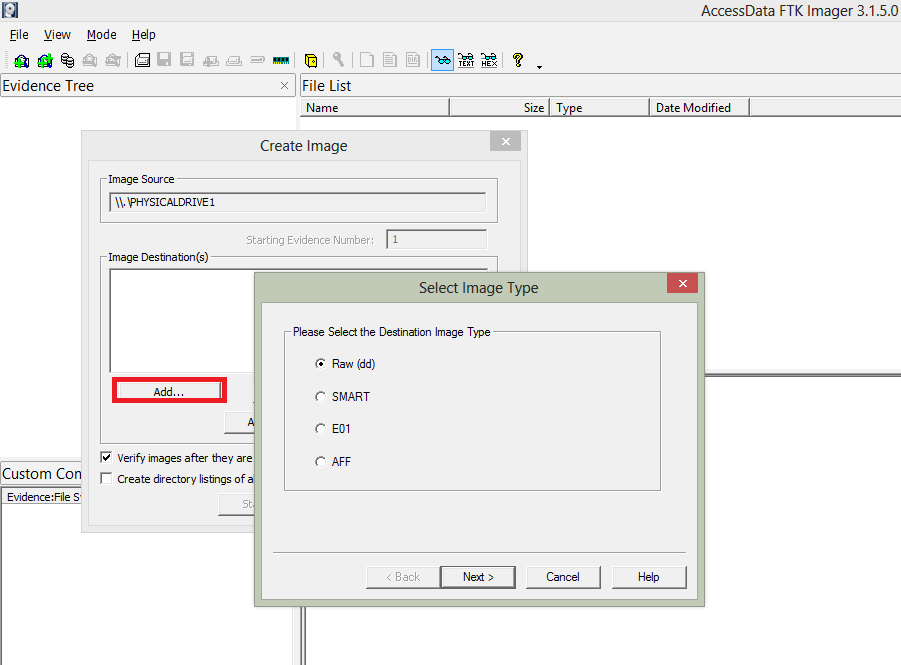 AccessData FTK Imager 3.1.5.0
File View Mode Help
TEXT HEX
Evidence Tree
File List
Name Size Type Date Modified
Create Image
Image Source
\\.\PHYSICALDRIVE1
Starting Evidence Number: 1
Image Destination(s)
Add...
A
Verify images after they are
Create directory listings of a
Sta
Custom Con
Evidence:File Sy
Select Image Type
Please Select the Destination Image Type
Raw (dd)
SMART
E01
AFF
< Back Next > Cancel Help